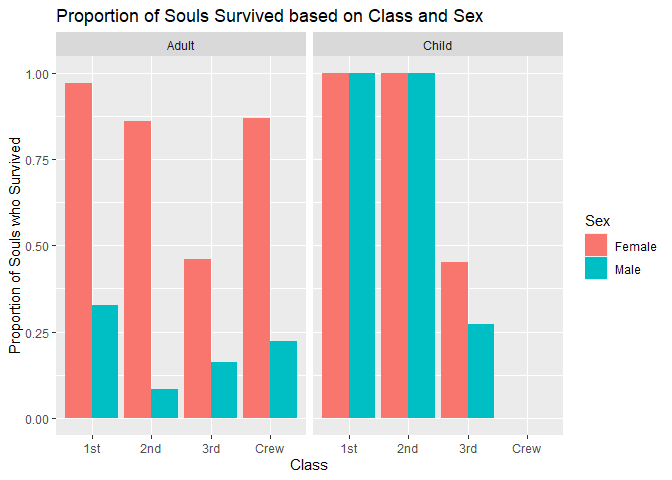 Proportion of Souls Survived based on Class and Sex
Adult
Child
Proportion of Souls who Survived
1.00
0.75
0.50
0.25
0.00
1st
2nd
3rd
Crew
1st
2nd
3rd
Crew
Class
Sex
Female
Male